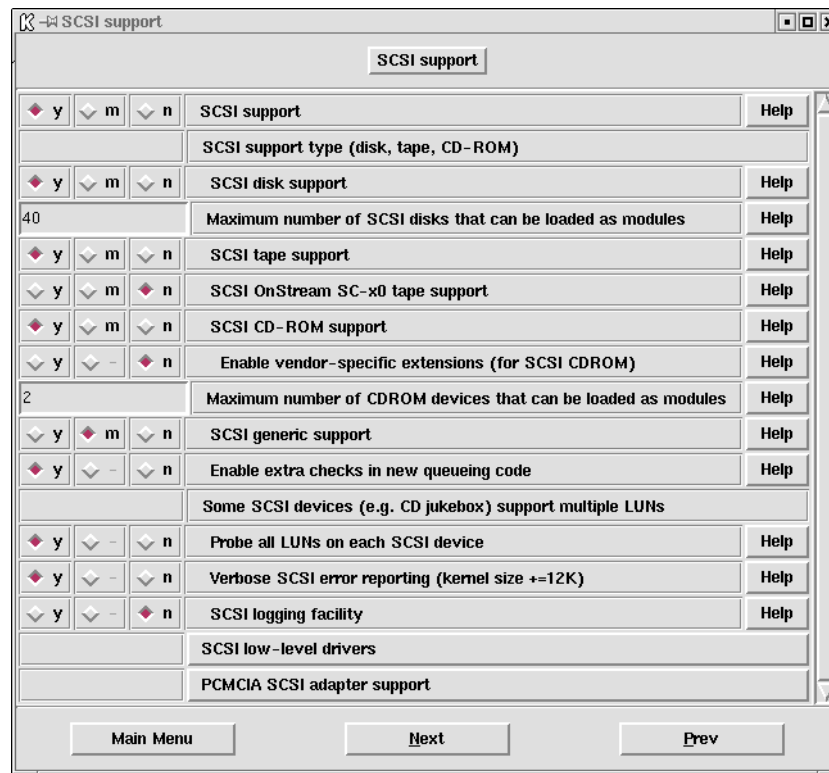 SCSI support
SCSI support
y m n SCSI support Help
SCSI support type (disk, tape, CD-ROM)
y m n SCSI disk support Help
40 Maximum number of SCSI disks that can be loaded as modules Help
y m n SCSI tape support Help
y m n SCSI OnStream SC-x0 tape support Help
y m n SCSI CD-ROM support Help
y - n Enable vendor-specific extensions (for SCSI CDROM) Help
2 Maximum number of CDROM devices that can be loaded as modules Help
y m n SCSI generic support Help
y - n Enable extra checks in new queueing code Help
Some SCSI devices (e.g. CD jukebox) support multiple LUNs
y - n Probe all LUNs on each SCSI device Help
y - n Verbose SCSI error reporting (kernel size +=12K) Help
y - n SCSI logging facility Help
SCSI low-level drivers
PCMCIA SCSI adapter support
Main Menu Next Prev